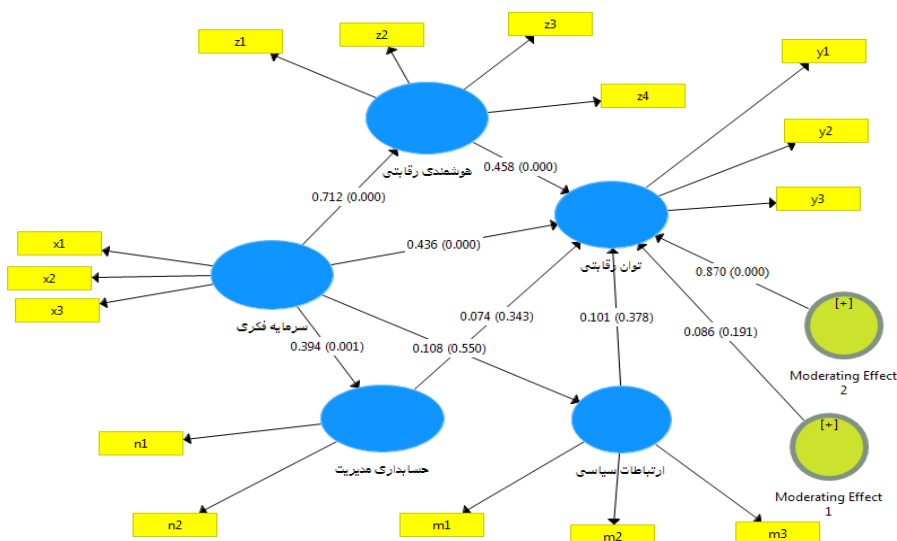 z1
z2
z3
z4
y1
y2
y3
هوشمندی رقابتی
0.458 (0.000)
0.712 (0.000)
x1
x2
x3
0.436 (0.000)
توان رقابتی
0.870 (0.000)
سرمایه فکری
0.074 (0.343)
0.101 (0.378)
0.086 (0.191)
0.394 (0.001)
0.108 (0.550)
[+]
Moderating Effect
2
[+]
Moderating Effect
1
n1
n2
حسابداری مدیریت
ارتباطات سیاسی
m1
m2
m3